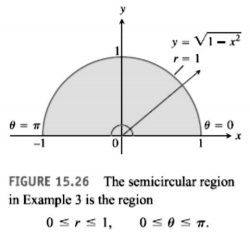 y
y = √1 – x²
r = 1
1
θ = π
θ = 0
–1
0
1
x
FIGURE 15.26 The semicircular region
in Example 3 is the region
0 ≤ r ≤ 1, 0 ≤ θ ≤ π.